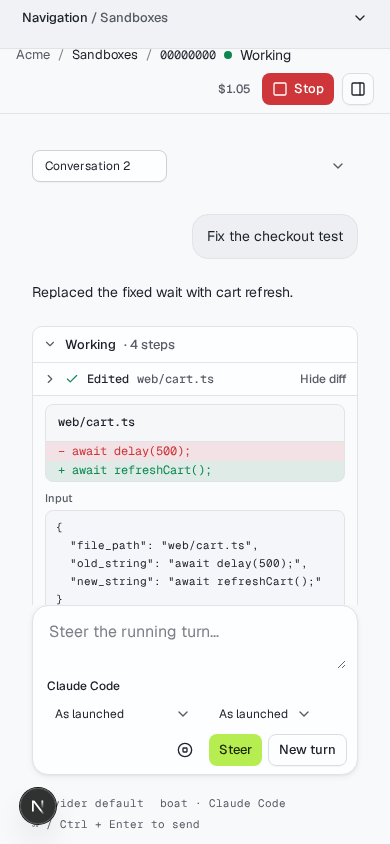 Navigation / Sandboxes
Acme / Sandboxes / 00000000 Working
$1.05 Stop
Conversation 2
Fix the checkout test
Replaced the fixed wait with cart refresh.
Working · 4 steps
Edited web/cart.ts Hide diff
web/cart.ts
− await delay(500);
+ await refreshCart();
Input
{
"file_path": "web/cart.ts",
"old_string": "await delay(500);",
"new_string": "await refreshCart();"
}
Steer the running turn…
Claude Code
As launched As launched
Steer New turn
N default boat · Claude Code
/ Ctrl + Enter to send